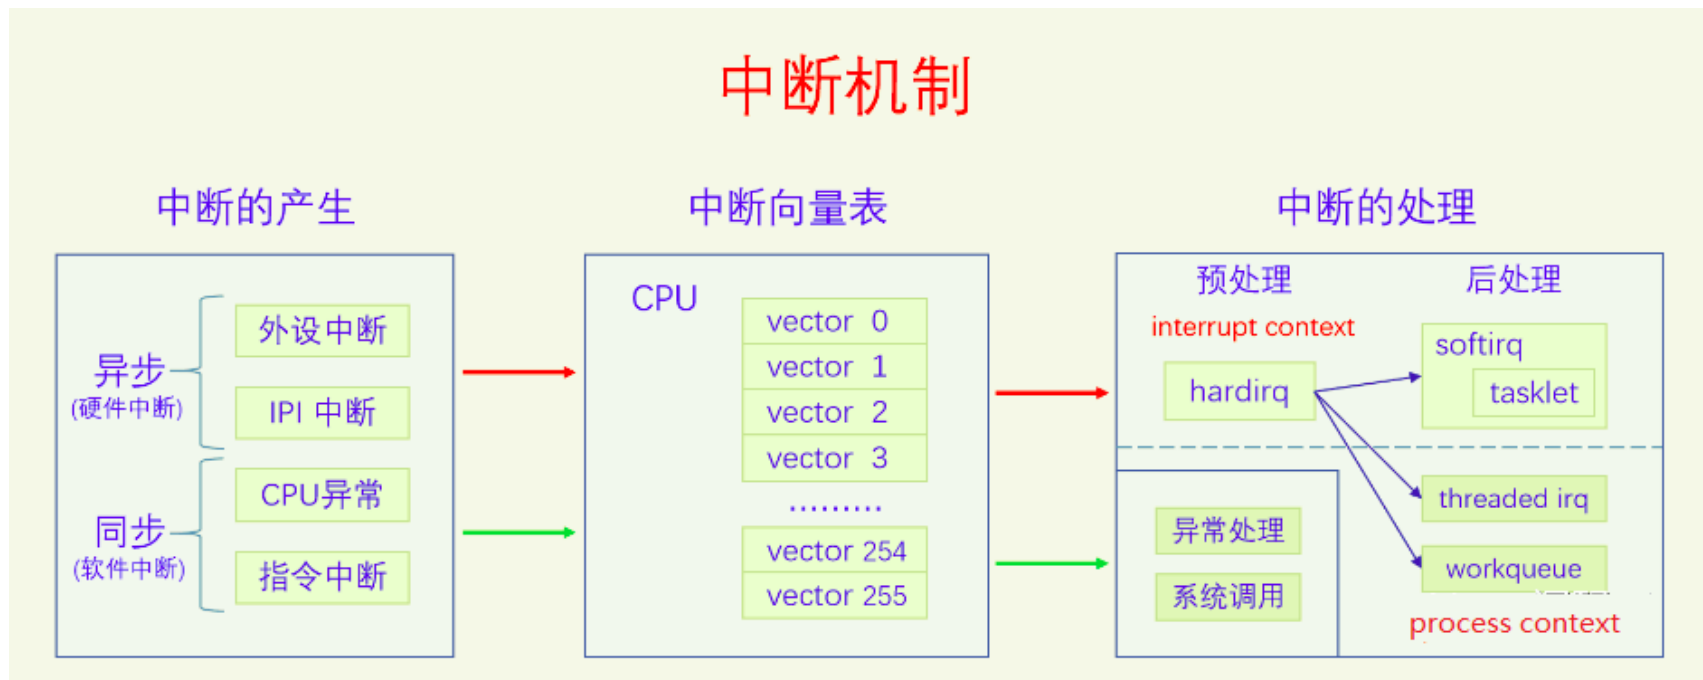 中断机制
中断的产生
中断向量表
中断的处理
异步
(硬件中断)
外设中断
IPI 中断
同步
(软件中断)
CPU异常
指令中断
CPU
vector 0
vector 1
vector 2
vector 3
.........
vector 254
vector 255
预处理
后处理
interrupt context
hardirq
softirq
tasklet
异常处理
系统调用
threaded irq
workqueue
process context